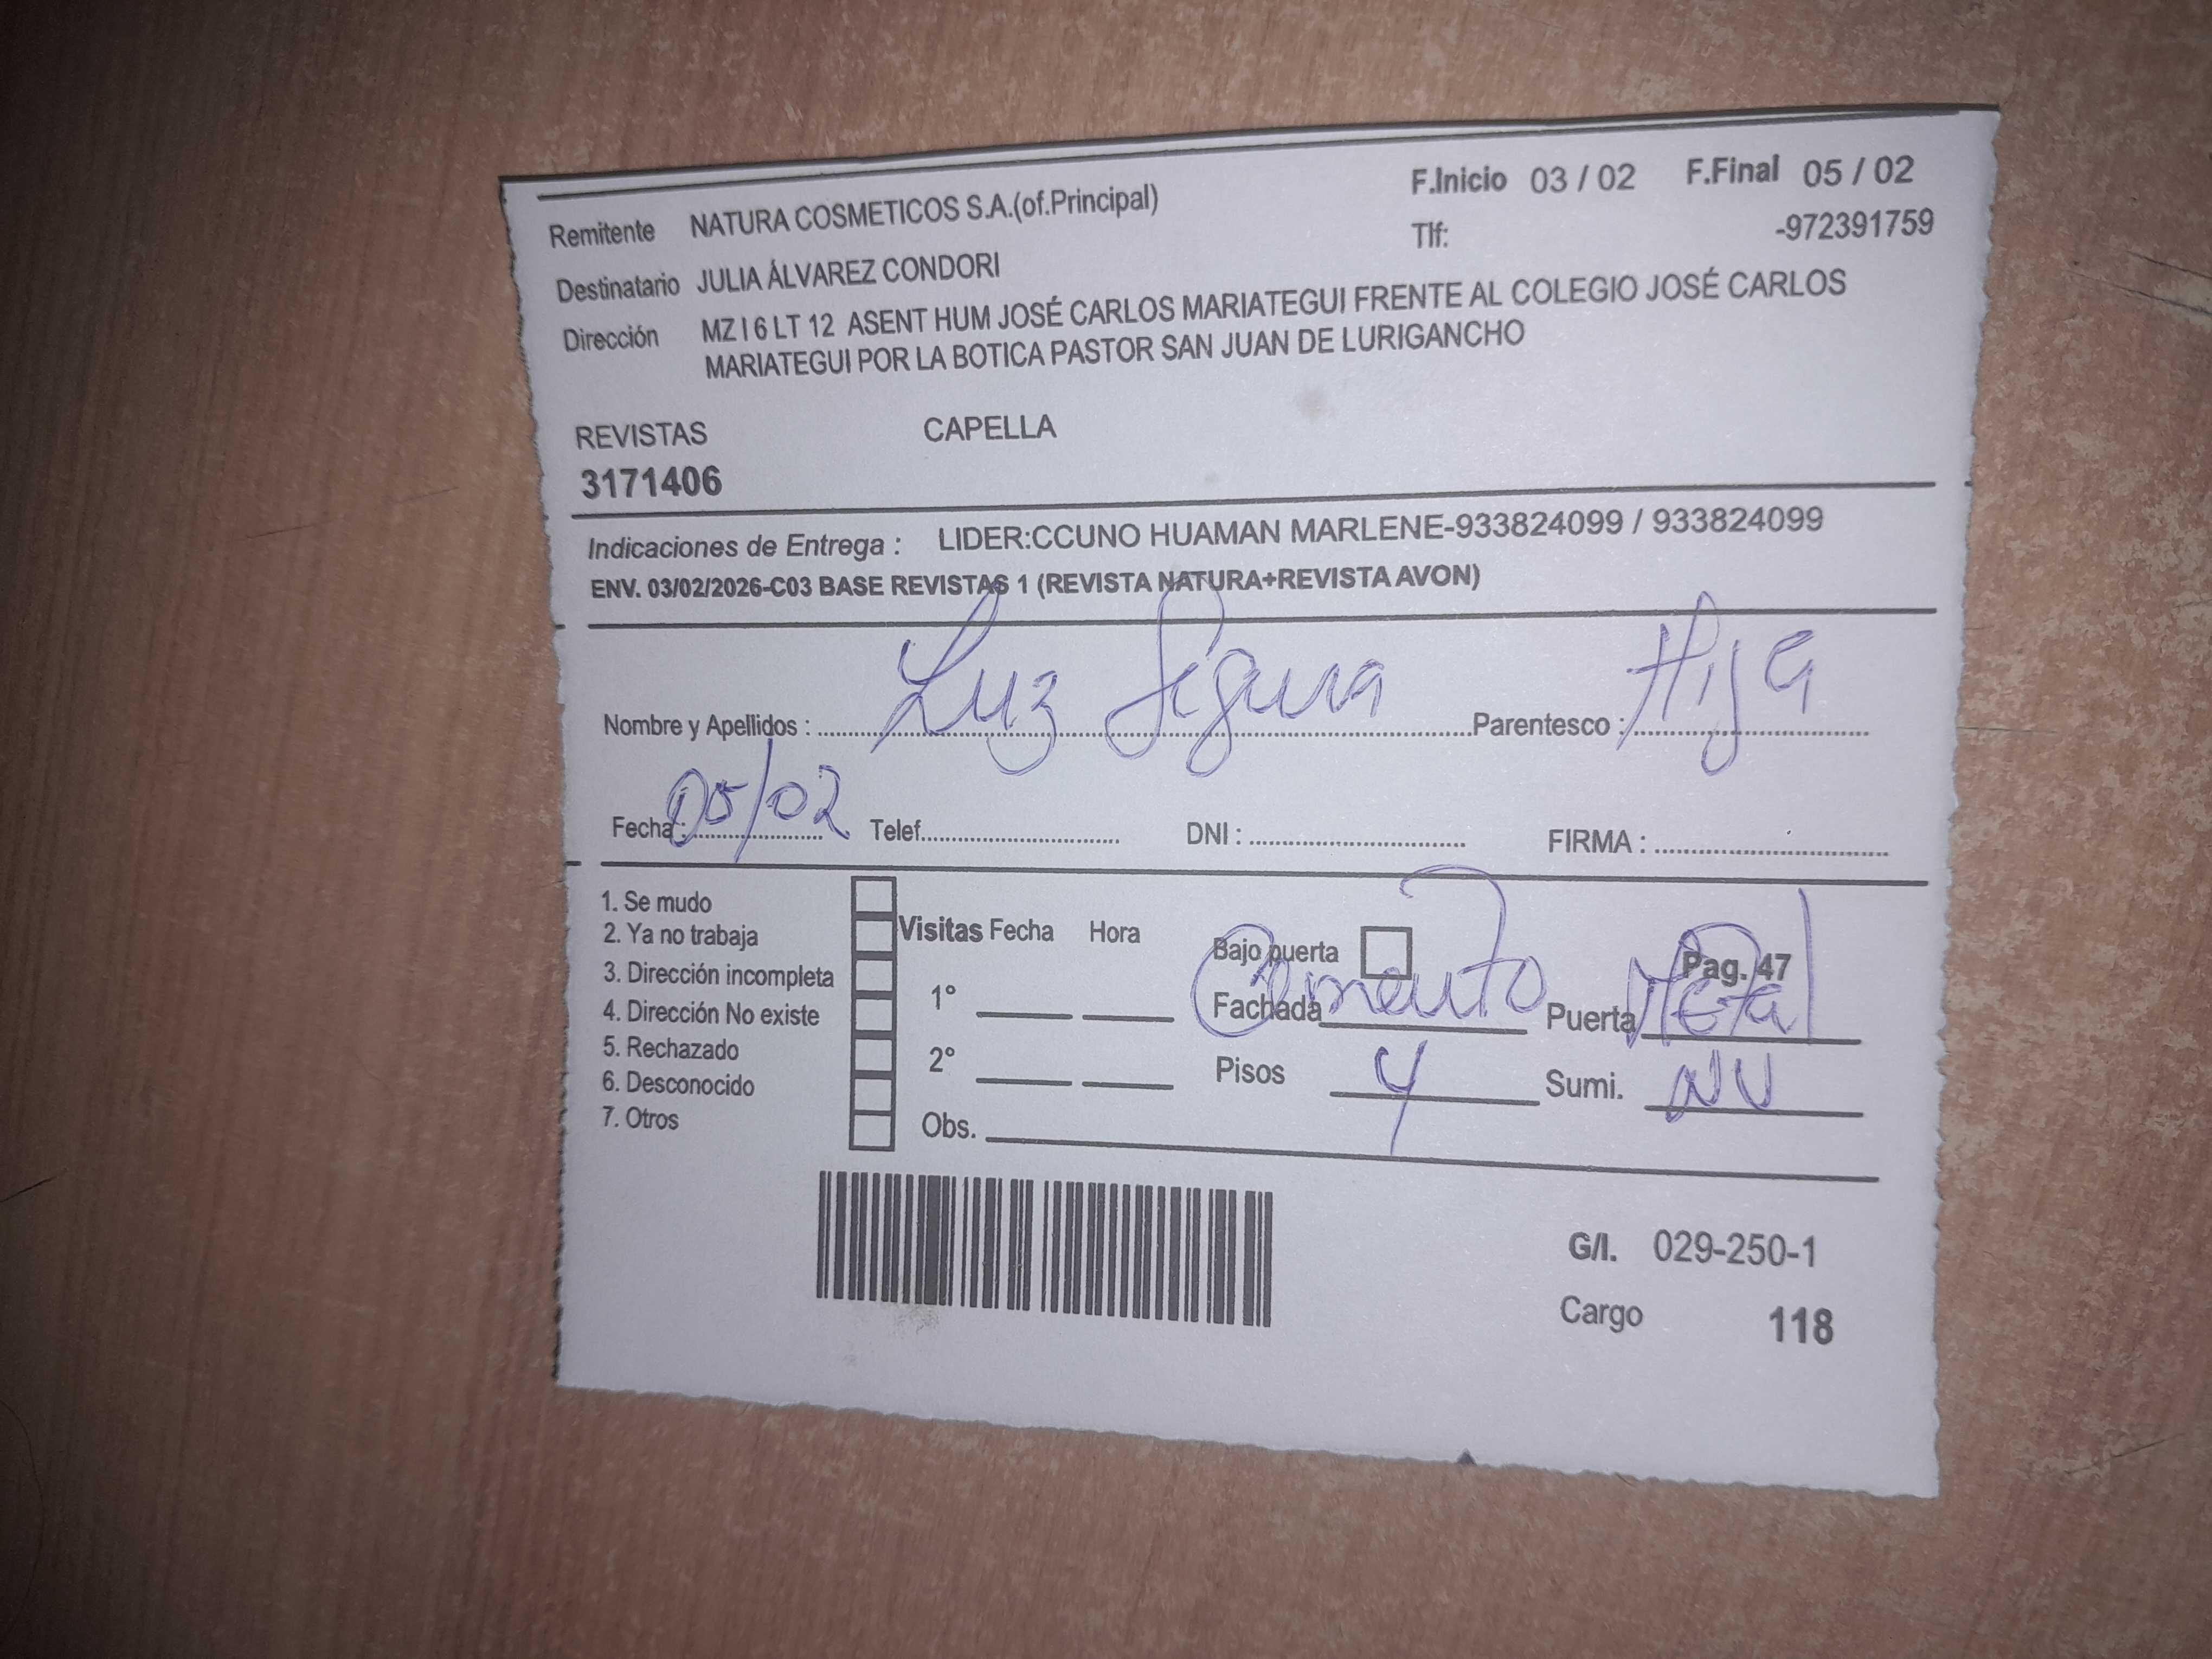 Remitente NATURA COSMETICOS S.A.(of.Principal) F.Inicio 03 / 02 F.Final 05 / 02
Destinatario JULIA ÁLVAREZ CONDORI Tlf: -972391759
Dirección MZ I 6 LT 12 ASENT HUM JOSÉ CARLOS MARIATEGUI FRENTE AL COLEGIO JOSÉ CARLOS
MARIATEGUI POR LA BOTICA PASTOR SAN JUAN DE LURIGANCHO
REVISTAS CAPELLA
3171406
Indicaciones de Entrega : LIDER:CCUNO HUAMAN MARLENE-933824099 / 933824099
ENV. 03/02/2026-C03 BASE REVISTAS 1 (REVISTA NATURA+REVISTA AVON)
Nombre y Apellidos : Luz Segura Parentesco : Hija
Fecha : 05/02 Telef. DNI : FIRMA :
1. Se mudo
2. Ya no trabaja
3. Dirección incompleta
4. Dirección No existe
5. Rechazado
6. Desconocido
7. Otros
Visitas Fecha Hora
1°
2°
Obs.
Bajo puerta Pag. 47
Fachada Cemento Puerta Metal
Pisos 4 Sumi. NV
G/I. 029-250-1
Cargo 118